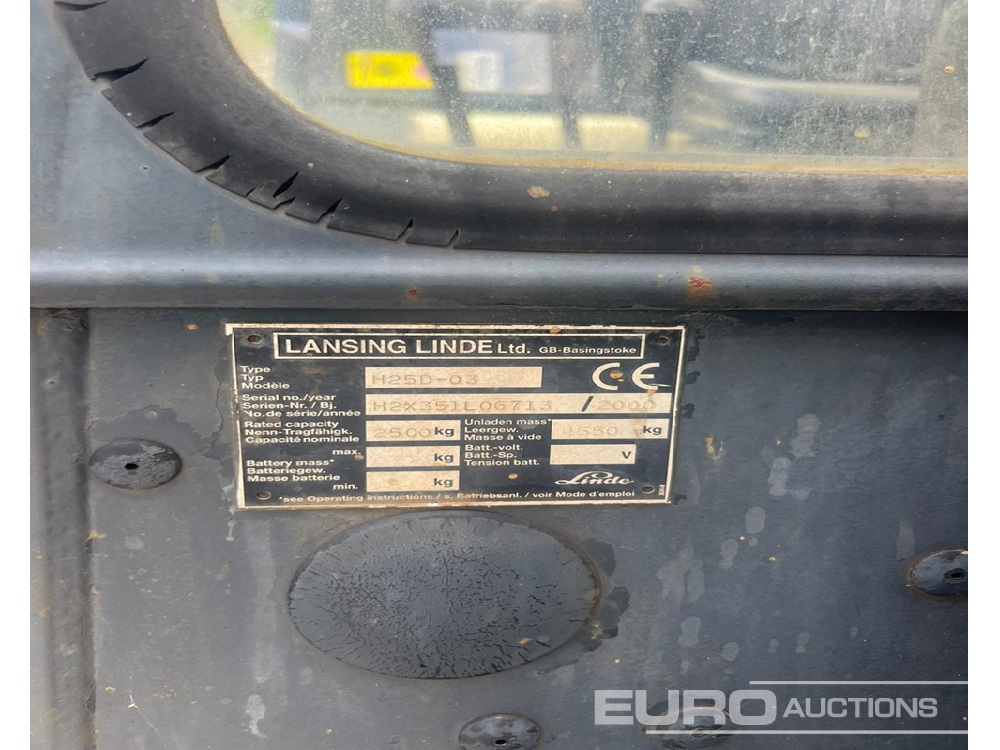 LANSING LINDE Ltd. GB-Basingstoke
Type
Typ
Modèle
H25D-03
CE
Serial no./year
Serien-Nr. / Bj.
No.de série/année
H2X351L06713 / 2000
Rated capacity
Nenn-Tragfähigk.
Capacité nominale
2500 kg
Unladen mass*
Leergew.
Masse à vide
kg
Battery mass*
Batteriegew.
Masse batterie
max.
kg
min.
kg
Batt.-volt.
Batt.-Sp.
Tension batt.
V
Linde
*see Operating instructions / s. Betriebsanl. / voir Mode d'emploi
EURO AUCTIONS